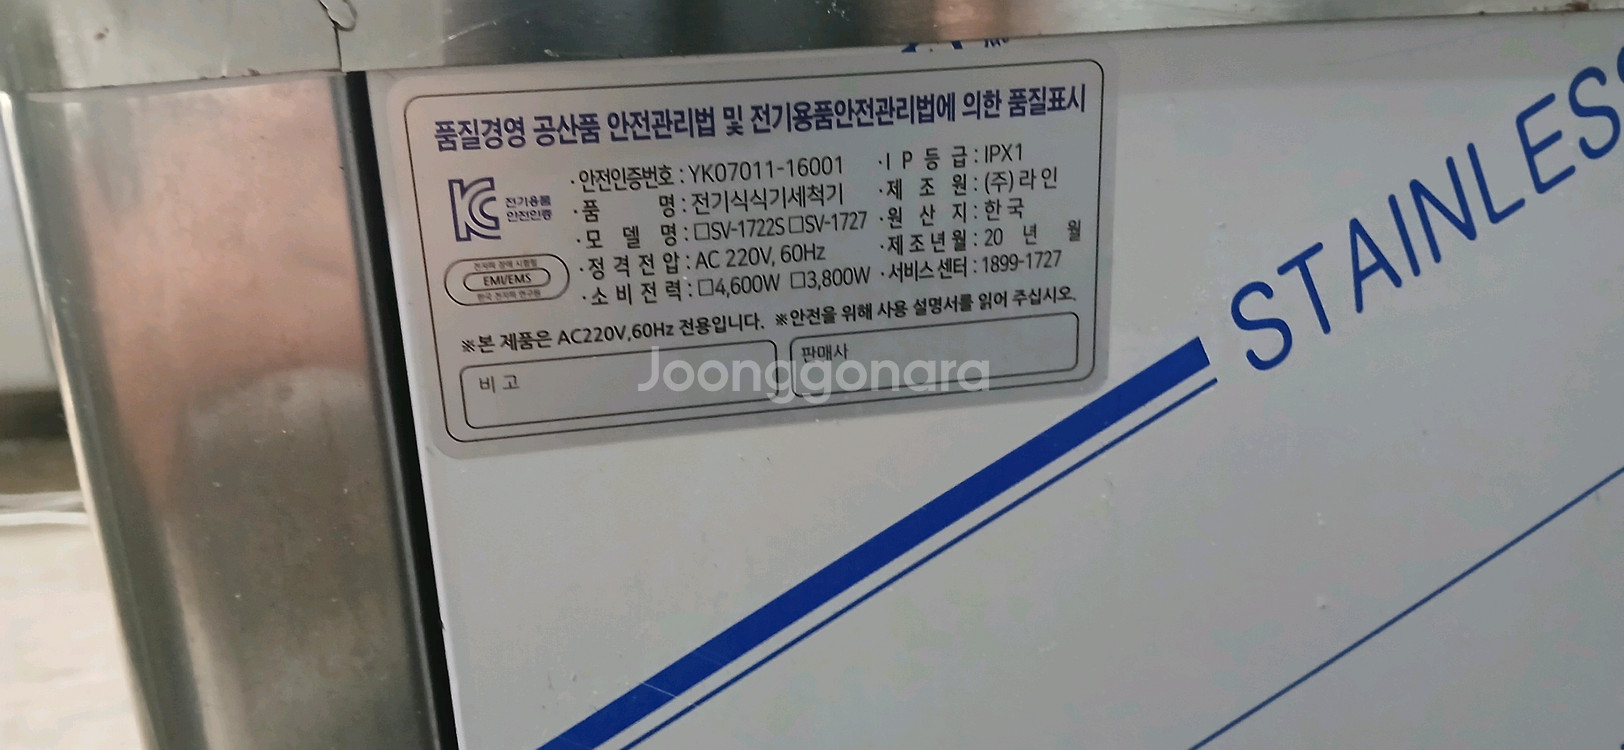 품질경영 공산품 안전관리법 및 전기용품안전관리법에 의한 품질표시
전기용품
안전인증
EMI/EMS
·안전인증번호 : YK07011-16001
·품 명 : 전기식식기세척기
·모 델 명 : □SV-1722S □SV-1727
·정격전압 : AC 220V, 60Hz
·소비전력 : □4,600W □3,800W
·I P 등 급 : IPX1
·제 조 원 : (주)라인
·원 산 지 : 한국
·제조년월 : 20 년 월
·서비스센터 : 1899-1727
※본 제품은 AC220V,60Hz 전용입니다. ※안전을 위해 사용 설명서를 읽어 주십시오.
비 고
판매사
Joonggonara
STAINLES